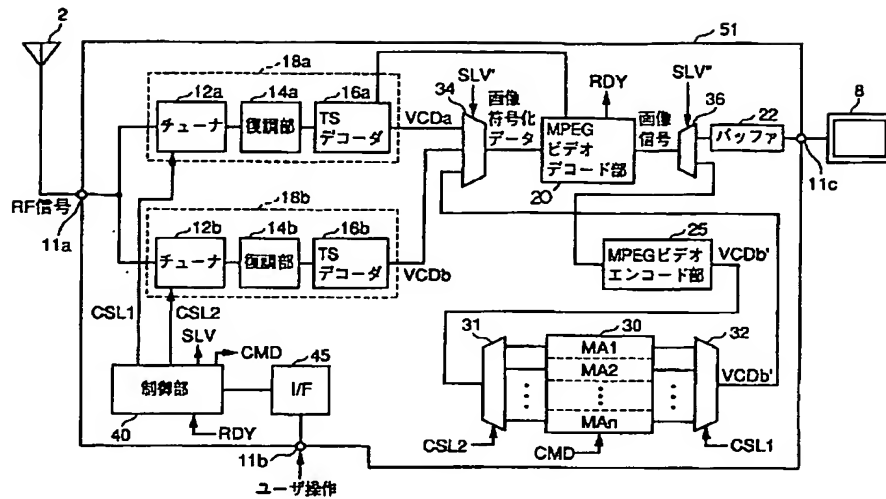 2
51
18a
12a
14a
16a
チューナ
復調部
TS
デコーダ
VCDa
34
SLV"
画像
符号化
データ
RDY
MPEG
ビデオ
デコード部
20
画像
信号
SLV"
36
22
バッファ
8
11c
RF信号
11a
18b
12b
14b
16b
チューナ
復調部
TS
デコーダ
VCDb
25
MPEGビデオ
エンコード部
VCDb'
CSL1
CSL2
SLV
CMD
45
制御部
I/F
40
RDY
11b
ユーザ操作
31
30
32
MA1
MA2
MAn
VCDb'
CSL2
CMD
CSL1